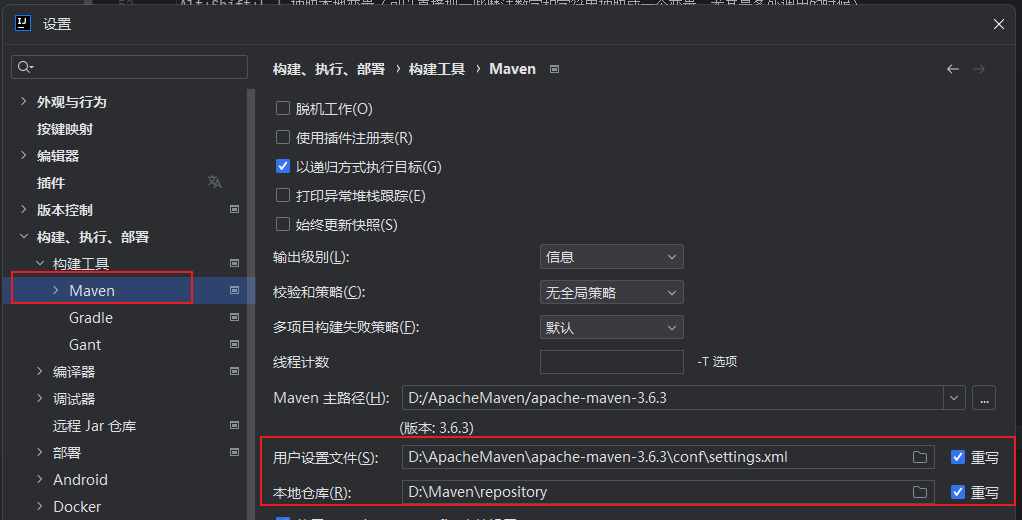 设置
构建、执行、部署 › 构建工具 › Maven
外观与行为
按键映射
编辑器
插件
版本控制
构建、执行、部署
构建工具
Maven
Gradle
Gant
编译器
调试器
远程 Jar 仓库
部署
Android
Docker
脱机工作(O)
使用插件注册表(R)
以递归方式执行目标(G)
打印异常堆栈跟踪(E)
始终更新快照(S)
输出级别(L): 信息
校验和策略(C): 无全局策略
多项目构建失败策略(F): 默认
线程计数 -T 选项
Maven 主路径(H): D:/ApacheMaven/apache-maven-3.6.3 ...
(版本: 3.6.3)
用户设置文件(S): D:\ApacheMaven\apache-maven-3.6.3\conf\settings.xml 重写
本地仓库(R): D:\Maven\repository 重写